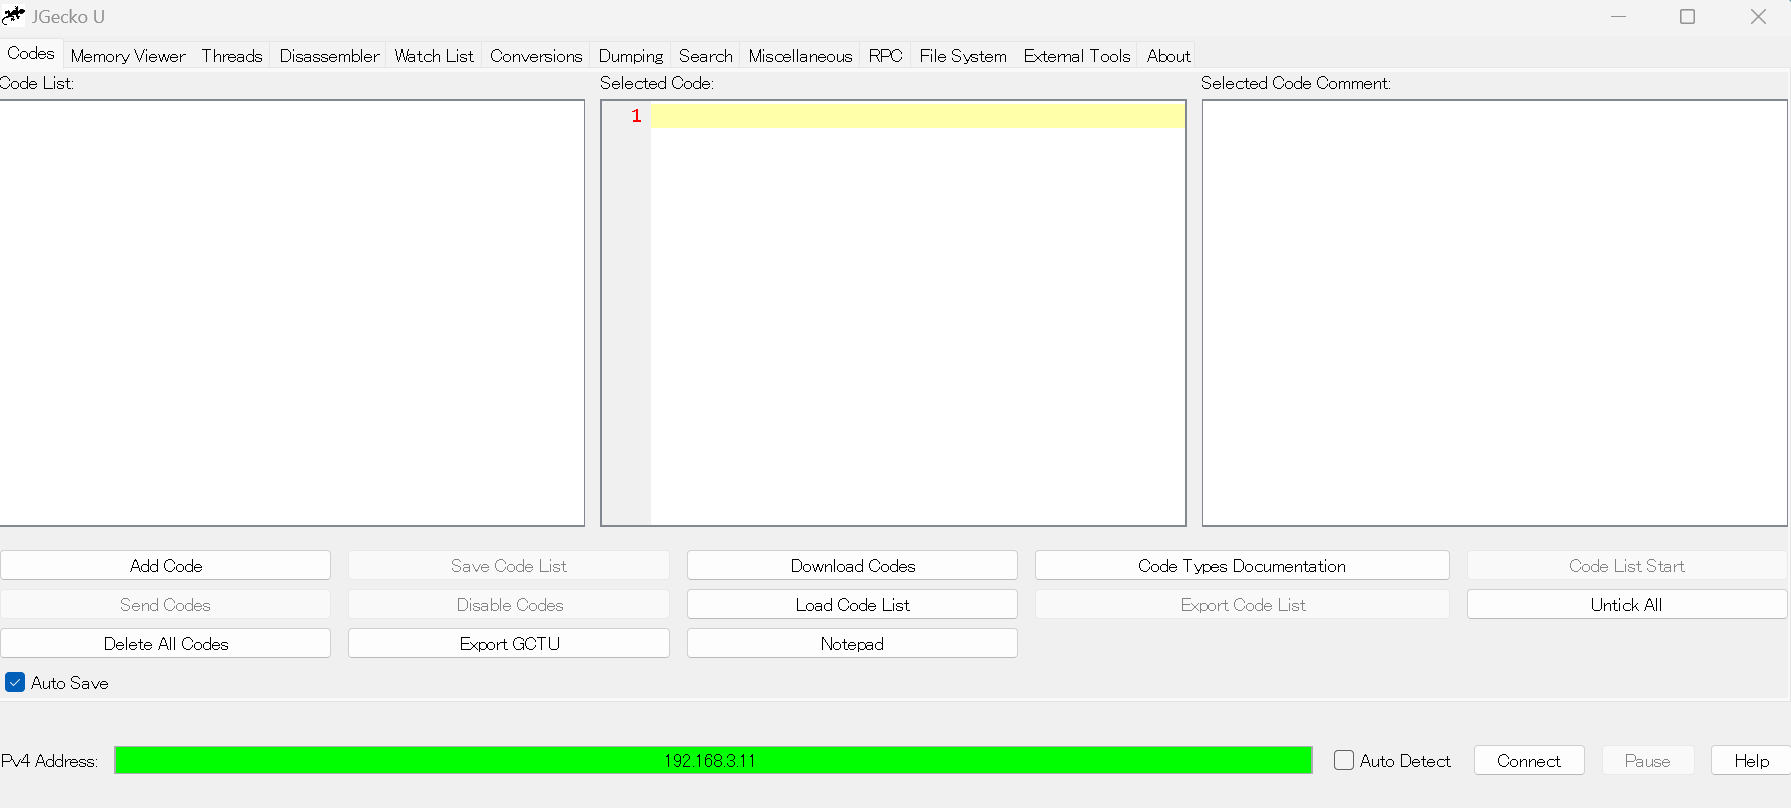 JGecko U
Codes Memory Viewer Threads Disassembler Watch List Conversions Dumping Search Miscellaneous RPC File System External Tools About
Code List: Selected Code: Selected Code Comment:
1
Add Code Save Code List Download Codes Code Types Documentation Code List Start
Send Codes Disable Codes Load Code List Export Code List Untick All
Delete All Codes Export GCTU Notepad
Auto Save
Pv4 Address: 192.168.3.11 Auto Detect Connect Pause Help